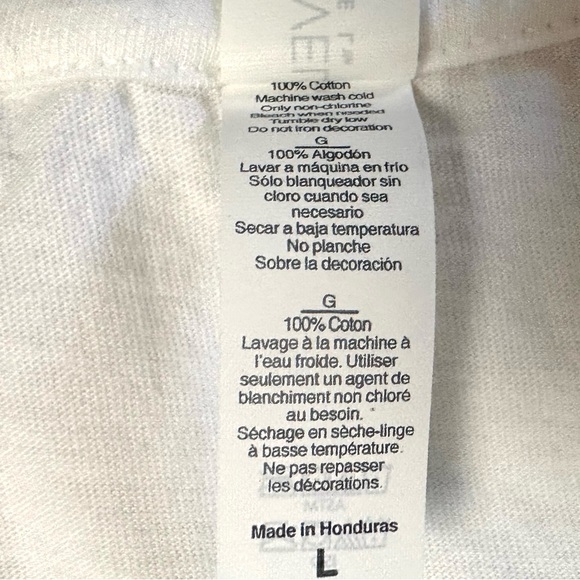 100% Cotton
Machine wash cold
Only non-chlorine
Bleach when needed
Tumble dry low
Do not iron decoration
G
100% Algodón
Lavar a máquina en frío
Sólo blanqueador sin
cloro cuando sea
necesario
Secar a baja temperatura
No planche
Sobre la decoración
G
100% Coton
Lavage à la machine à
l'eau froide. Utiliser
seulement un agent de
blanchiment non chloré
au besoin.
Séchage en sèche-linge
à basse température.
Ne pas repasser
les décorations.
ASTM
Made in Honduras
L